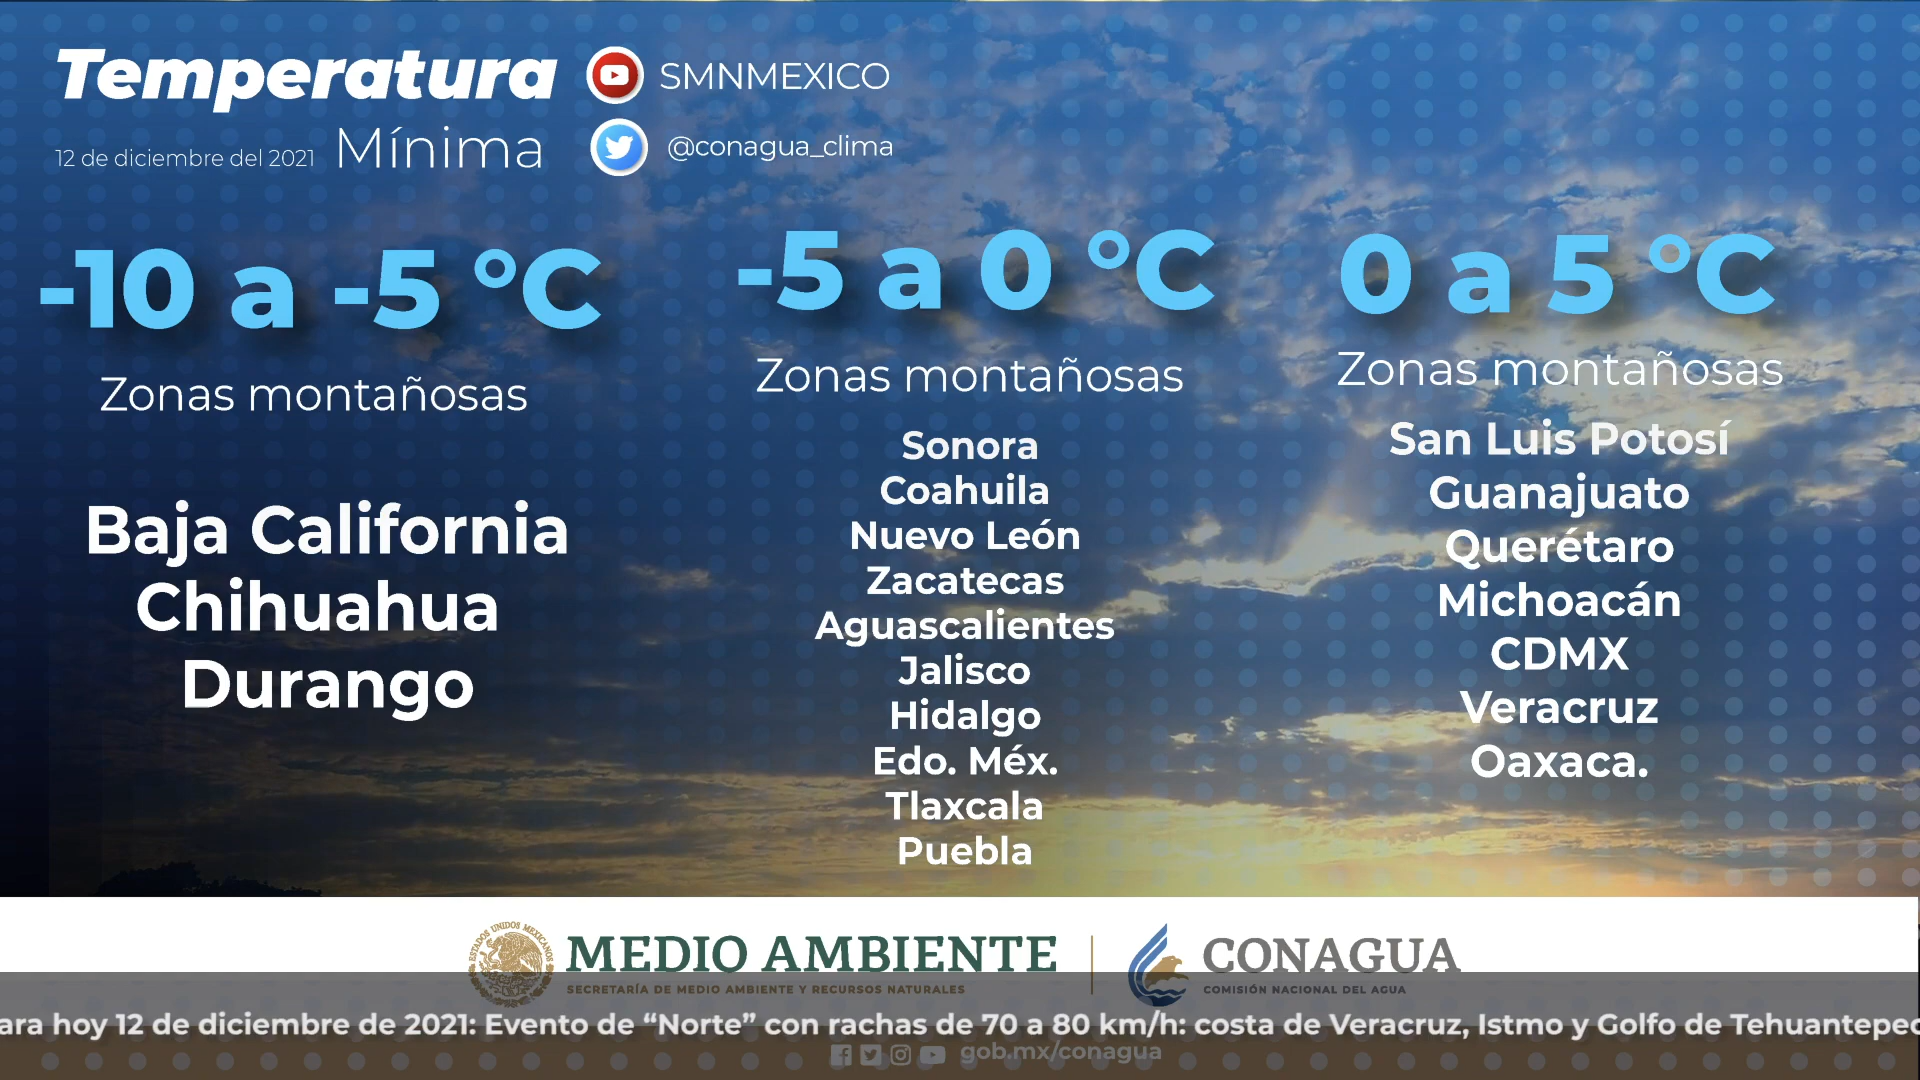 Temperatura
12 de diciembre del 2021 Mínima
SMNMEXICO
@conagua_clima
-10 a -5 °C
Zonas montañosas
Baja California
Chihuahua
Durango
-5 a 0 °C
Zonas montañosas
Sonora
Coahuila
Nuevo León
Zacatecas
Aguascalientes
Jalisco
Hidalgo
Edo. Méx.
Tlaxcala
Puebla
0 a 5 °C
Zonas montañosas
San Luis Potosí
Guanajuato
Querétaro
Michoacán
CDMX
Veracruz
Oaxaca.
ESTADOS UNIDOS MEXICANOS
MEDIO AMBIENTE
SECRETARÍA DE MEDIO AMBIENTE Y RECURSOS NATURALES
CONAGUA
COMISIÓN NACIONAL DEL AGUA
ara hoy 12 de diciembre de 2021: Evento de “Norte” con rachas de 70 a 80 km/h: costa de Veracruz, Istmo y Golfo de Tehuantepec
gob.mx/conagua